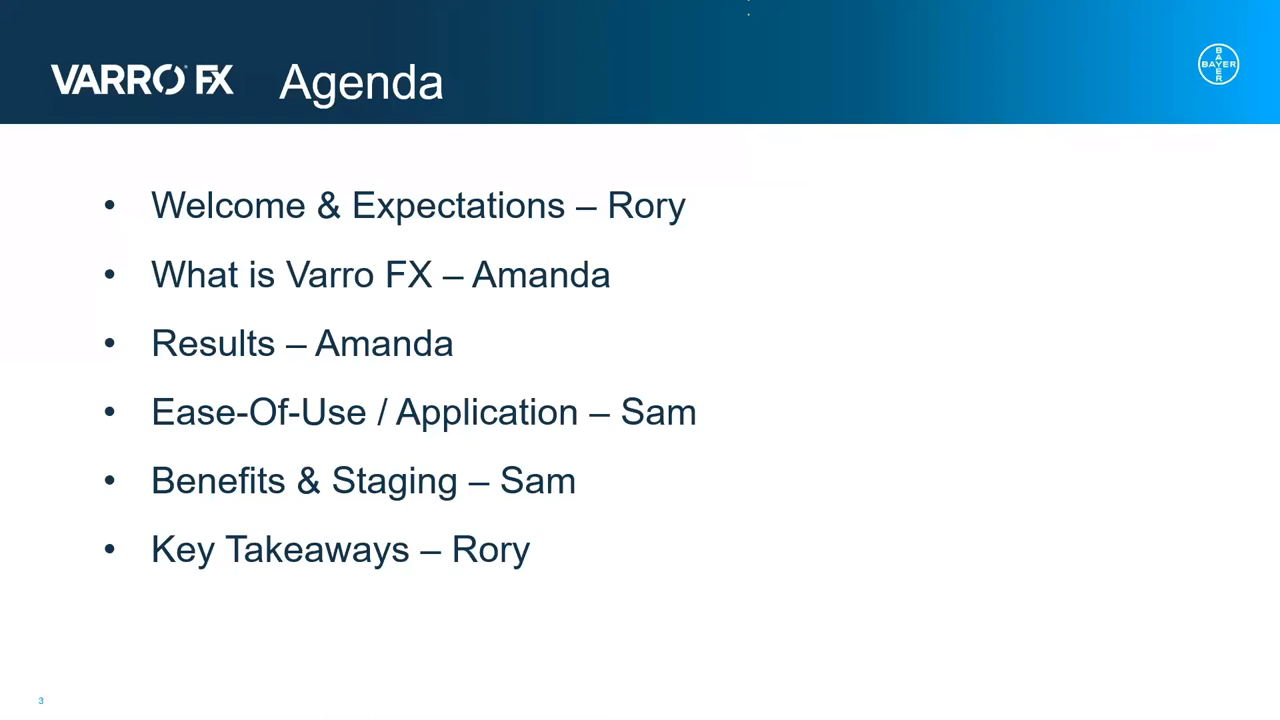 VARRO® FX Agenda
BAYER
BAYER
• Welcome & Expectations – Rory
• What is Varro FX – Amanda
• Results – Amanda
• Ease-Of-Use / Application – Sam
• Benefits & Staging – Sam
• Key Takeaways – Rory
3